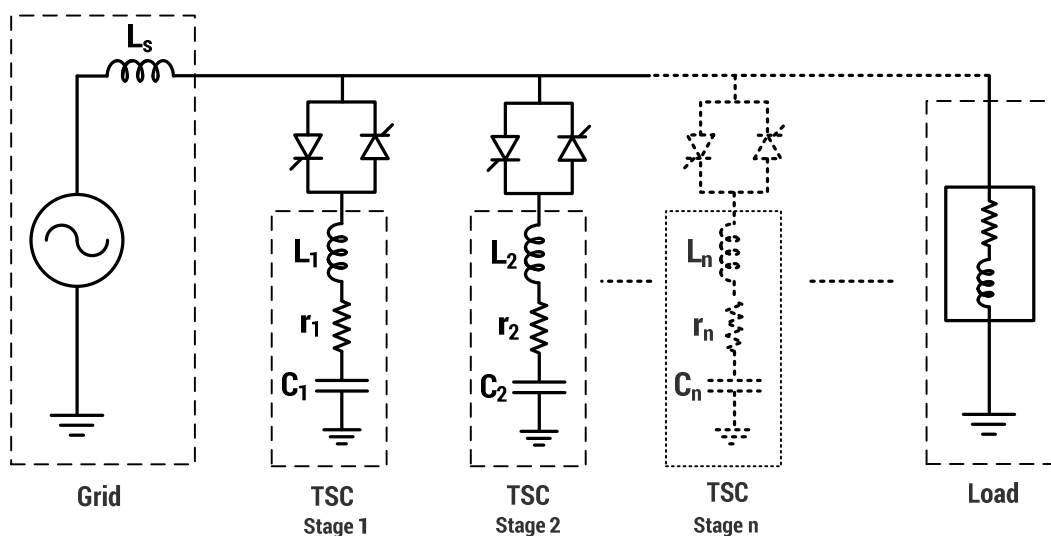 Ls
L1
r1
C1
L2
r2
C2
Ln
rn
Cn
Grid
TSC
Stage 1
TSC
Stage 2
TSC
Stage n
Load